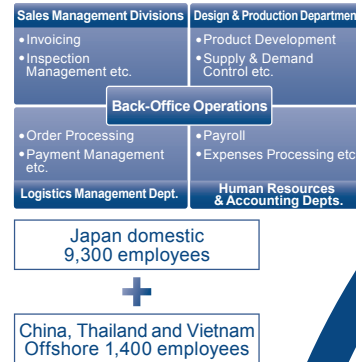 Sales Management Divisions
•Invoicing
•Inspection
Management etc.
Design & Production Departmen
•Product Development
•Supply & Demand
Control etc.
Back-Office Operations
•Order Processing
•Payment Management
etc.
Logistics Management Dept.
•Payroll
•Expenses Processing etc
Human Resources
& Accounting Depts.
Japan domestic
9,300 employees
+
China, Thailand and Vietnam
Offshore 1,400 employees